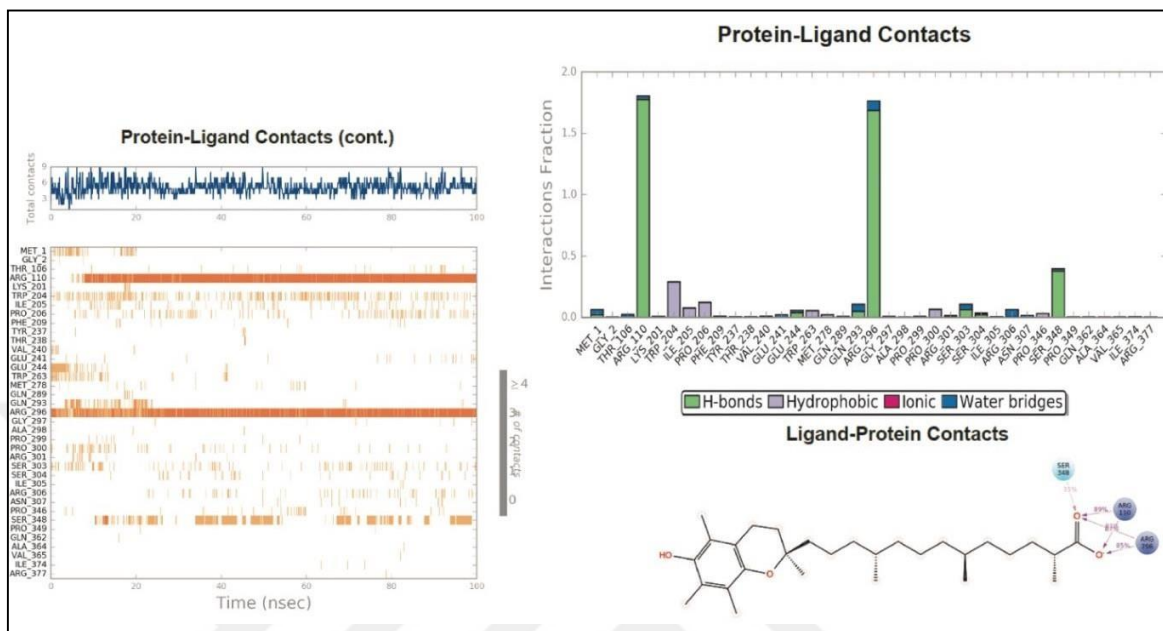 Protein-Ligand Contacts (cont.)
Total contacts
9
6
3
0
20
40
60
80
100
MET_1
GLY_2
THR_106
ARG_110
LYS_201
TRP_204
ILE_205
PRO_206
PHE_209
TYR_237
THR_238
VAL_240
GLU_241
GLU_244
TRP_263
MET_278
GLN_289
GLN_293
ARG_296
GLY_297
ALA_298
PRO_299
PRO_300
ARG_301
SER_303
SER_304
ILE_305
ARG_306
ASN_307
PRO_346
SER_348
PRO_349
GLN_362
ALA_364
VAL_365
ILE_374
ARG_377
0
20
40
60
80
100
Time (nsec)
≥4
3
2
1
0
# of contacts
Protein-Ligand Contacts
Interactions Fraction
2.0
1.5
1.0
0.5
0.0
MET_1
GLY_2
THR_106
ARG_110
LYS_201
TRP_204
ILE_205
PRO_206
PHE_209
TYR_237
THR_238
VAL_240
GLU_241
GLU_244
TRP_263
MET_278
GLN_289
GLN_293
ARG_296
GLY_297
ALA_298
PRO_299
PRO_300
ARG_301
SER_303
SER_304
ILE_305
ARG_306
ASN_307
PRO_346
SER_348
PRO_349
GLN_362
ALA_364
VAL_365
ILE_374
ARG_377
H-bonds Hydrophobic Ionic Water bridges
Ligand-Protein Contacts
SER
348
ARG
110
89%
ARG
85%
HO
O
O
O-